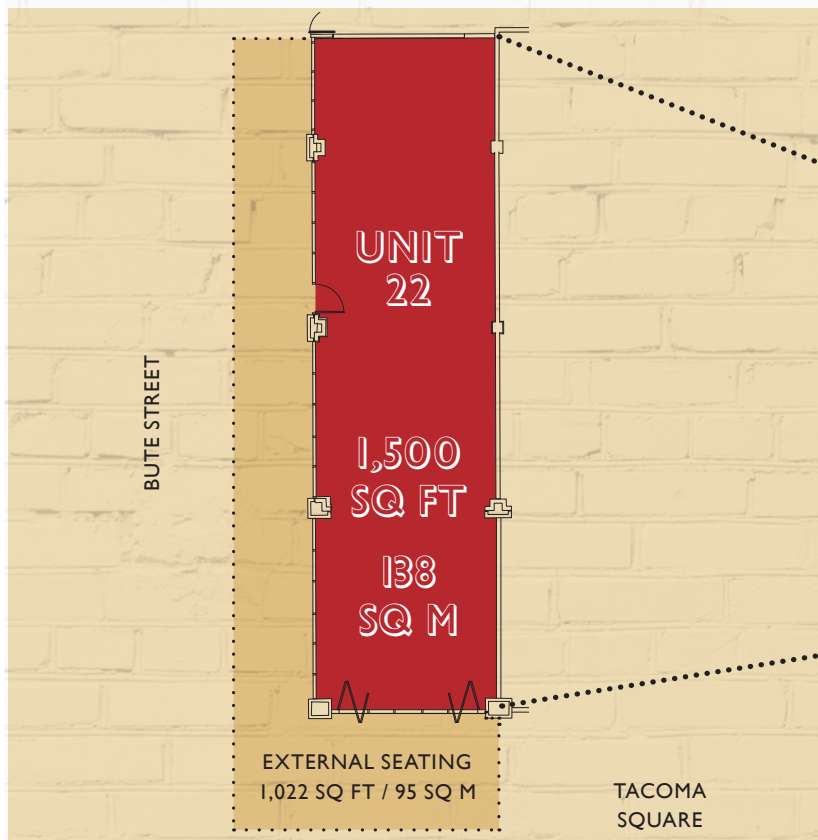 UNIT
22
BUTE STREET
1,500
SQ FT
138
SQ M
EXTERNAL SEATING
1,022 SQ FT / 95 SQ M
TACOMA
SQUARE